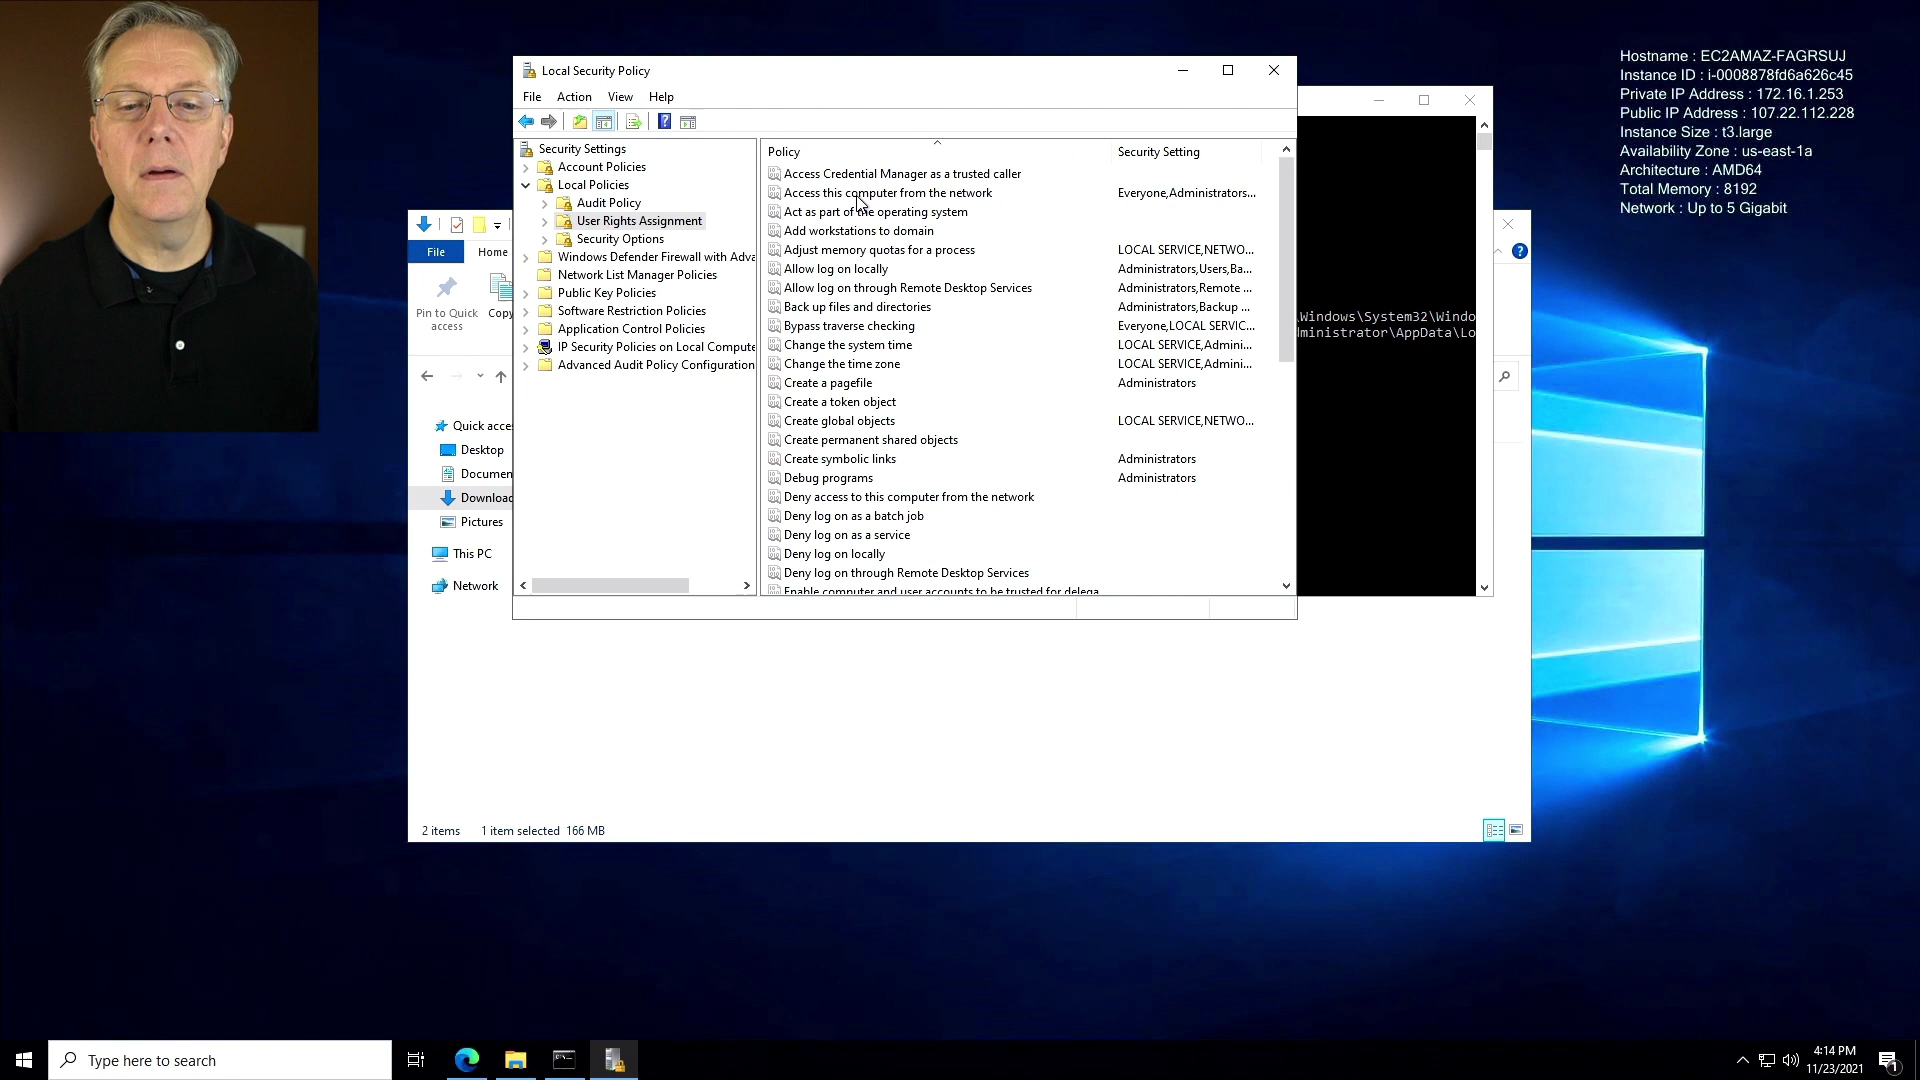 Hostname : EC2AMAZ-FAGRSUJ
Instance ID : i-0008878fd6a626c45
Private IP Address : 172.16.1.253
Public IP Address : 107.22.112.228
Instance Size : t3.large
Availability Zone : us-east-1a
Architecture : AMD64
Total Memory : 8192
Network : Up to 5 Gigabit
Local Security Policy
File Action View Help
Security Settings
Account Policies
Local Policies
Audit Policy
User Rights Assignment
Security Options
Windows Defender Firewall with Adva
Network List Manager Policies
Public Key Policies
Software Restriction Policies
Application Control Policies
IP Security Policies on Local Compute
Advanced Audit Policy Configuration
Policy Security Setting
Access Credential Manager as a trusted caller
Access this computer from the network Everyone,Administrators...
Act as part of the operating system
Add workstations to domain
Adjust memory quotas for a process LOCAL SERVICE,NETWO...
Allow log on locally Administrators,Users,Ba...
Allow log on through Remote Desktop Services Administrators,Remote ...
Back up files and directories Administrators,Backup ...
Bypass traverse checking Everyone,LOCAL SERVIC...
Change the system time LOCAL SERVICE,Admini...
Change the time zone LOCAL SERVICE,Admini...
Create a pagefile Administrators
Create a token object
Create global objects LOCAL SERVICE,NETWO...
Create permanent shared objects
Create symbolic links Administrators
Debug programs Administrators
Deny access to this computer from the network
Deny log on as a batch job
Deny log on as a service
Deny log on locally
Deny log on through Remote Desktop Services
Enable computer and user accounts to be trusted for delega
\Windows\System32\Windo
ministrator\AppData\Lo
File Home
Pin to Quick access
Copy
Quick acce
Desktop
Documen
Download
Pictures
This PC
Network
2 items 1 item selected 166 MB
Type here to search
4:14 PM
11/23/2021
1